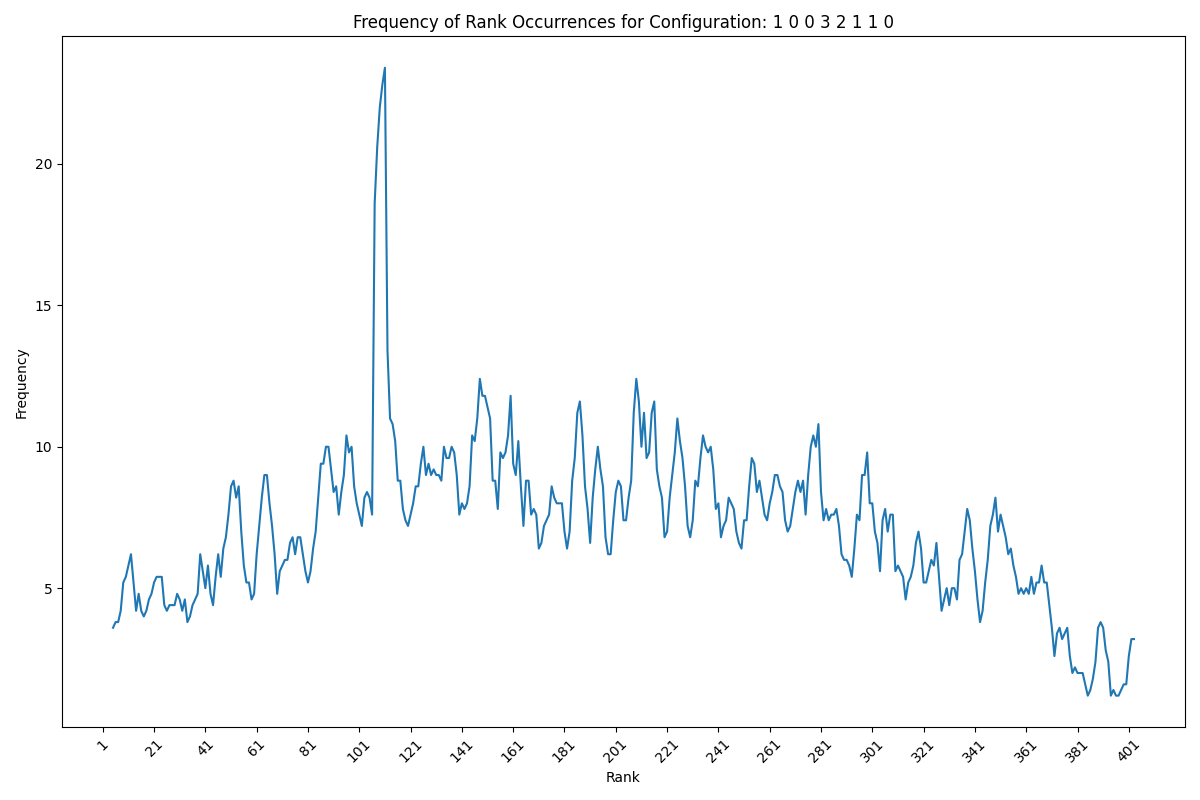 Frequency of Rank Occurrences for Configuration: 1 0 0 3 2 1 1 0
Frequency
20
15
10
5
1 21 41 61 81 101 121 141 161 181 201 221 241 261 281 301 321 341 361 381 401
Rank